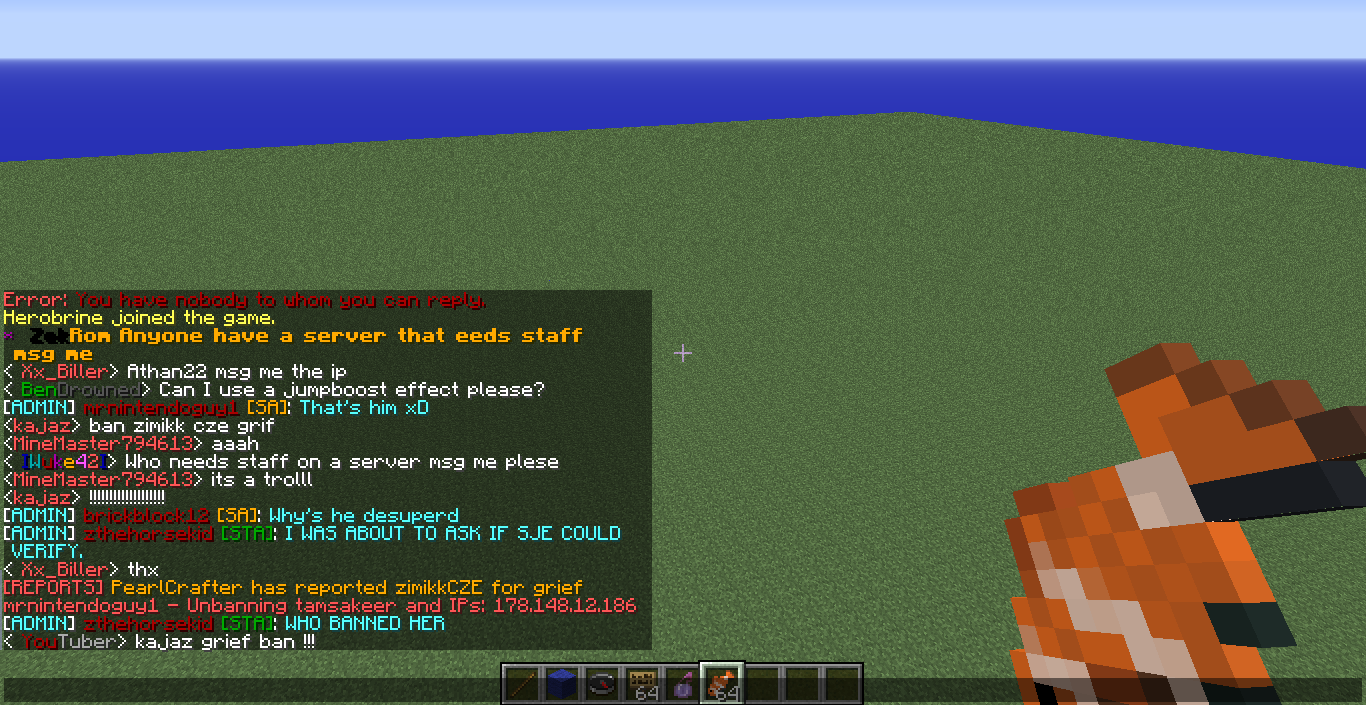 Error: You have nobody to whom you can reply.
Herobrine joined the game.
* ZakRom Anyone have a server that eeds staff
msg me
< Xx_Biller> Athan22 msg me the ip
< BenDrowned> Can I use a jumpboost effect please?
[ADMIN] mrnintendoguy1 [SA]: That's him xD
<kajaz> ban zimikk cze grif
<MineMaster794613> aaah
< IWuke42I> Who needs staff on a server msg me plese
<MineMaster794613> its a trolll
<kajaz> !!!!!!!!!!!!!!!!!!!
[ADMIN] brickblock12 [SA]: Why's he desuperd
[ADMIN] zthehorsekid [STA]: I WAS ABOUT TO ASK IF SJE COULD
VERIFY.
< Xx_Biller> thx
[REPORTS] PearlCrafter has reported zimikkCZE for grief
mrnintendoguy1 - Unbanning tamsakeer and IPs: 178.148.12.186
[ADMIN] zthehorsekid [STA]: WHO BANNED HER
< YouTuber> kajaz grief ban !!!
64 64